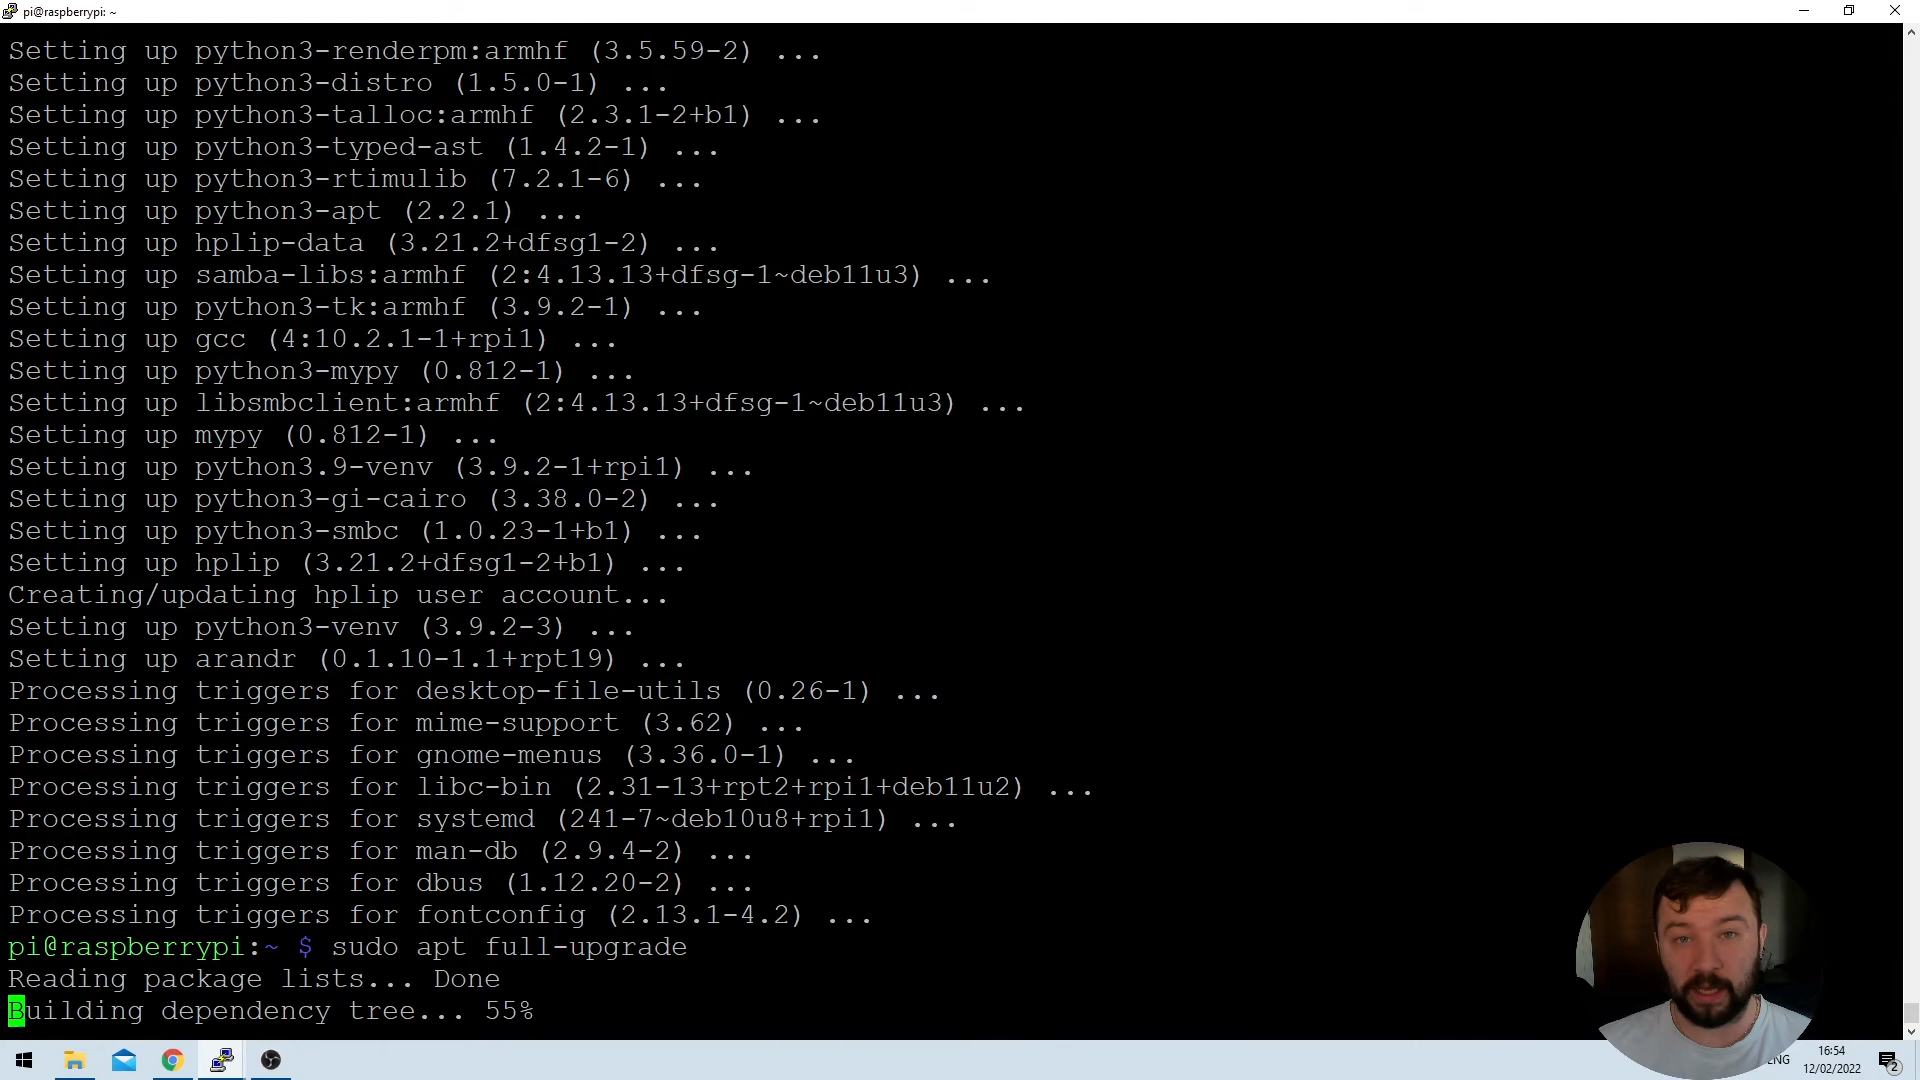 pi@raspberrypi: ~
Setting up python3-renderpm:armhf (3.5.59-2) ...
Setting up python3-distro (1.5.0-1) ...
Setting up python3-talloc:armhf (2.3.1-2+b1) ...
Setting up python3-typed-ast (1.4.2-1) ...
Setting up python3-rtimulib (7.2.1-6) ...
Setting up python3-apt (2.2.1) ...
Setting up hplip-data (3.21.2+dfsg1-2) ...
Setting up samba-libs:armhf (2:4.13.13+dfsg-1~deb11u3) ...
Setting up python3-tk:armhf (3.9.2-1) ...
Setting up gcc (4:10.2.1-1+rpi1) ...
Setting up python3-mypy (0.812-1) ...
Setting up libsmbclient:armhf (2:4.13.13+dfsg-1~deb11u3) ...
Setting up mypy (0.812-1) ...
Setting up python3.9-venv (3.9.2-1+rpi1) ...
Setting up python3-gi-cairo (3.38.0-2) ...
Setting up python3-smbc (1.0.23-1+b1) ...
Setting up hplip (3.21.2+dfsg1-2+b1) ...
Creating/updating hplip user account...
Setting up python3-venv (3.9.2-3) ...
Setting up arandr (0.1.10-1.1+rpt19) ...
Processing triggers for desktop-file-utils (0.26-1) ...
Processing triggers for mime-support (3.62) ...
Processing triggers for gnome-menus (3.36.0-1) ...
Processing triggers for libc-bin (2.31-13+rpt2+rpi1+deb11u2) ...
Processing triggers for systemd (241-7~deb10u8+rpi1) ...
Processing triggers for man-db (2.9.4-2) ...
Processing triggers for dbus (1.12.20-2) ...
Processing triggers for fontconfig (2.13.1-4.2) ...
pi@raspberrypi:~ $ sudo apt full-upgrade
Reading package lists... Done
Building dependency tree... 55%
ENG
16:54
12/02/2022
2